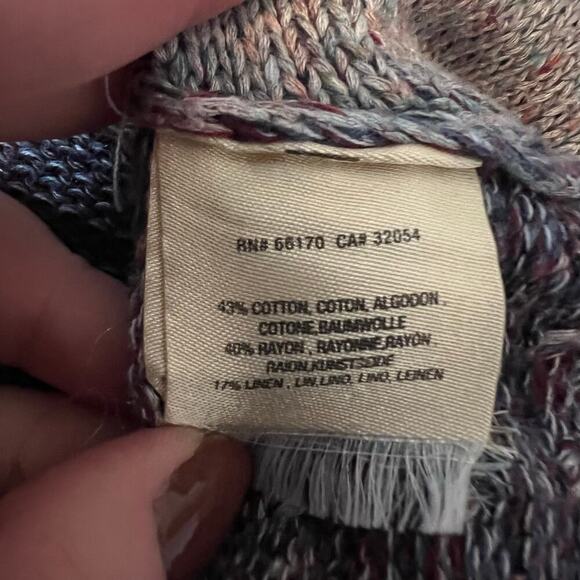 RN# 66170 CA# 32054
43% COTTON, COTON, ALGODON,
COTONE,BAUMWOLLE
40% RAYON, RAYONNE,RAYON,
RAION,KUNSTSEIDE
17% LINEN, LIN,LINO, LINO, LEINEN